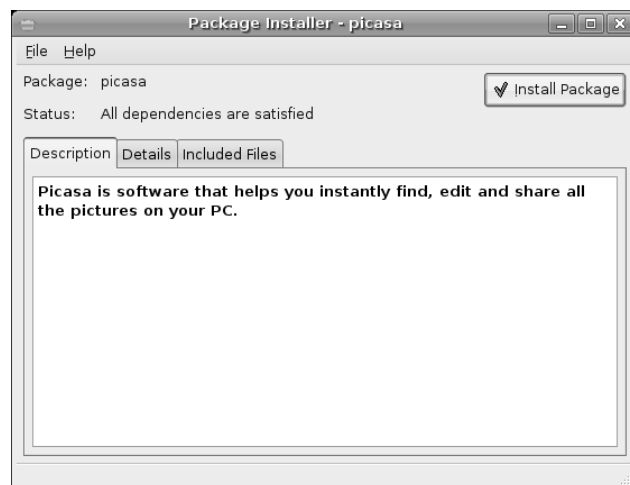 Package Installer - picasa
File Help
Package: picasa
Install Package
Status: All dependencies are satisfied
Description Details Included Files
Picasa is software that helps you instantly find, edit and share all
the pictures on your PC.